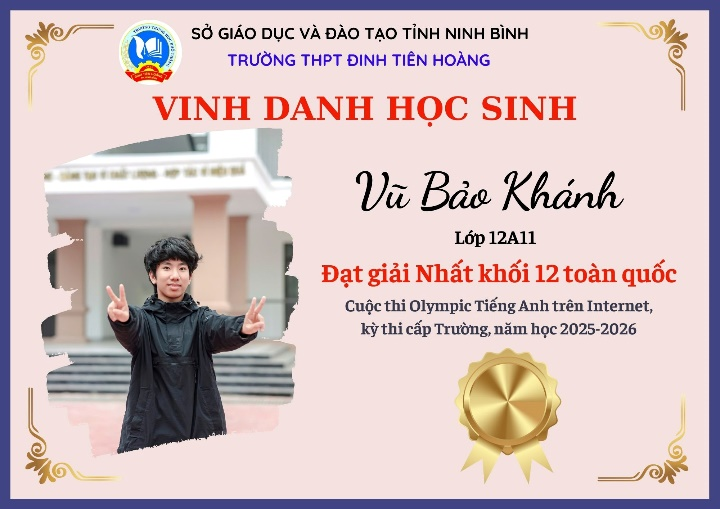 SỞ GIÁO DỤC VÀ ĐÀO TẠO TỈNH NINH BÌNH
TRƯỜNG THPT ĐINH TIÊN HOÀNG
VINH DANH HỌC SINH
Vũ Bảo Khánh
Lớp 12A11
Đạt giải Nhất khối 12 toàn quốc
Cuộc thi Olympic Tiếng Anh trên Internet,
kỳ thi cấp Trường, năm học 2025-2026